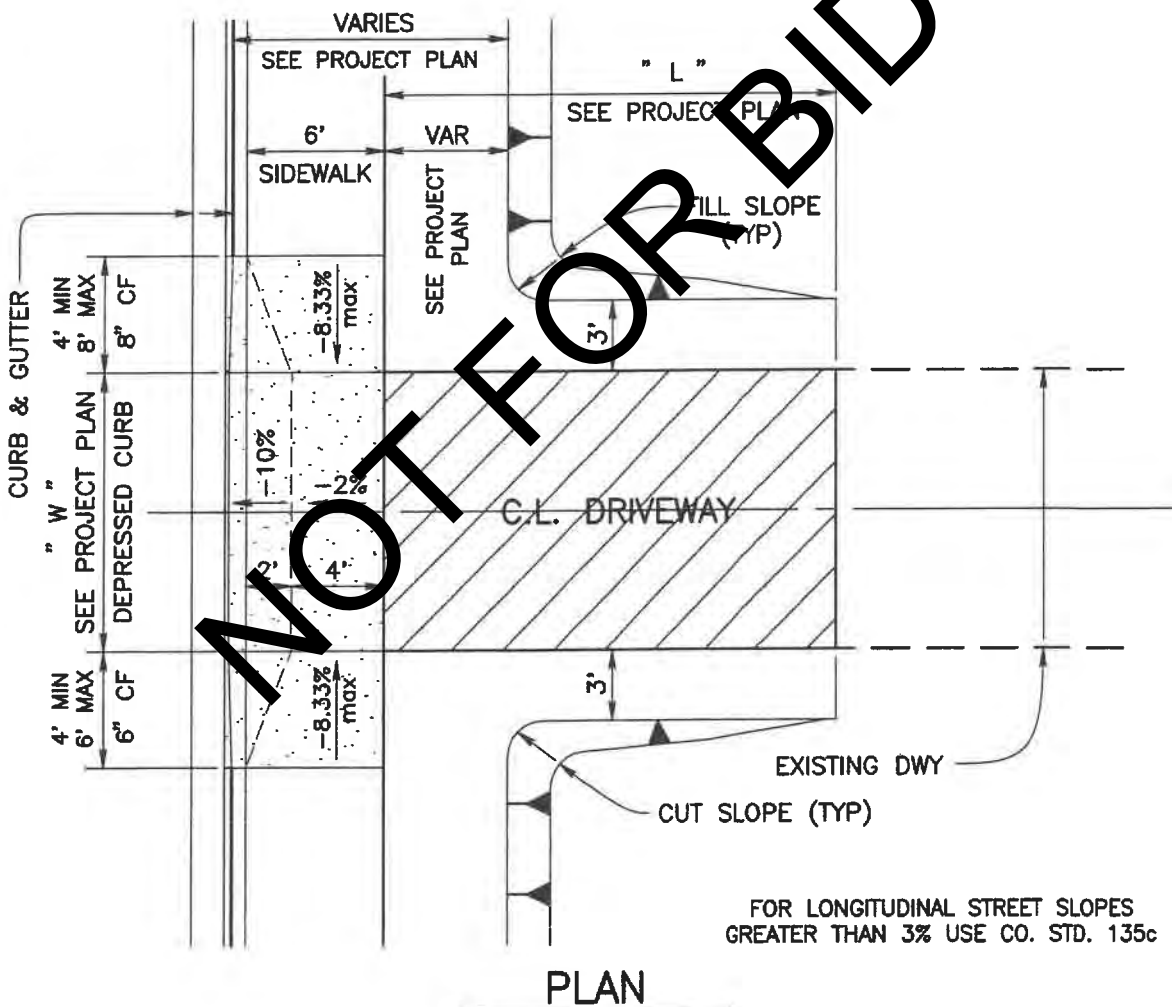 VARIES
SEE PROJECT PLAN
" L "
SEE PROJECT PLAN
6'
SIDEWALK
VAR
SEE PROJECT
PLAN
FILL SLOPE
(TYP)
CURB & GUTTER
4' MIN
8' MAX
8" CF
-8.33%
max
3'
" W "
SEE PROJECT PLAN
DEPRESSED CURB
-10%
-2%
C.L. DRIVEWAY
2'
4'
4' MIN
6' MAX
6" CF
-8.33%
max
3'
EXISTING DWY
CUT SLOPE (TYP)
FOR LONGITUDINAL STREET SLOPES
GREATER THAN 3% USE CO. STD. 135c
PLAN
NOT FOR BID